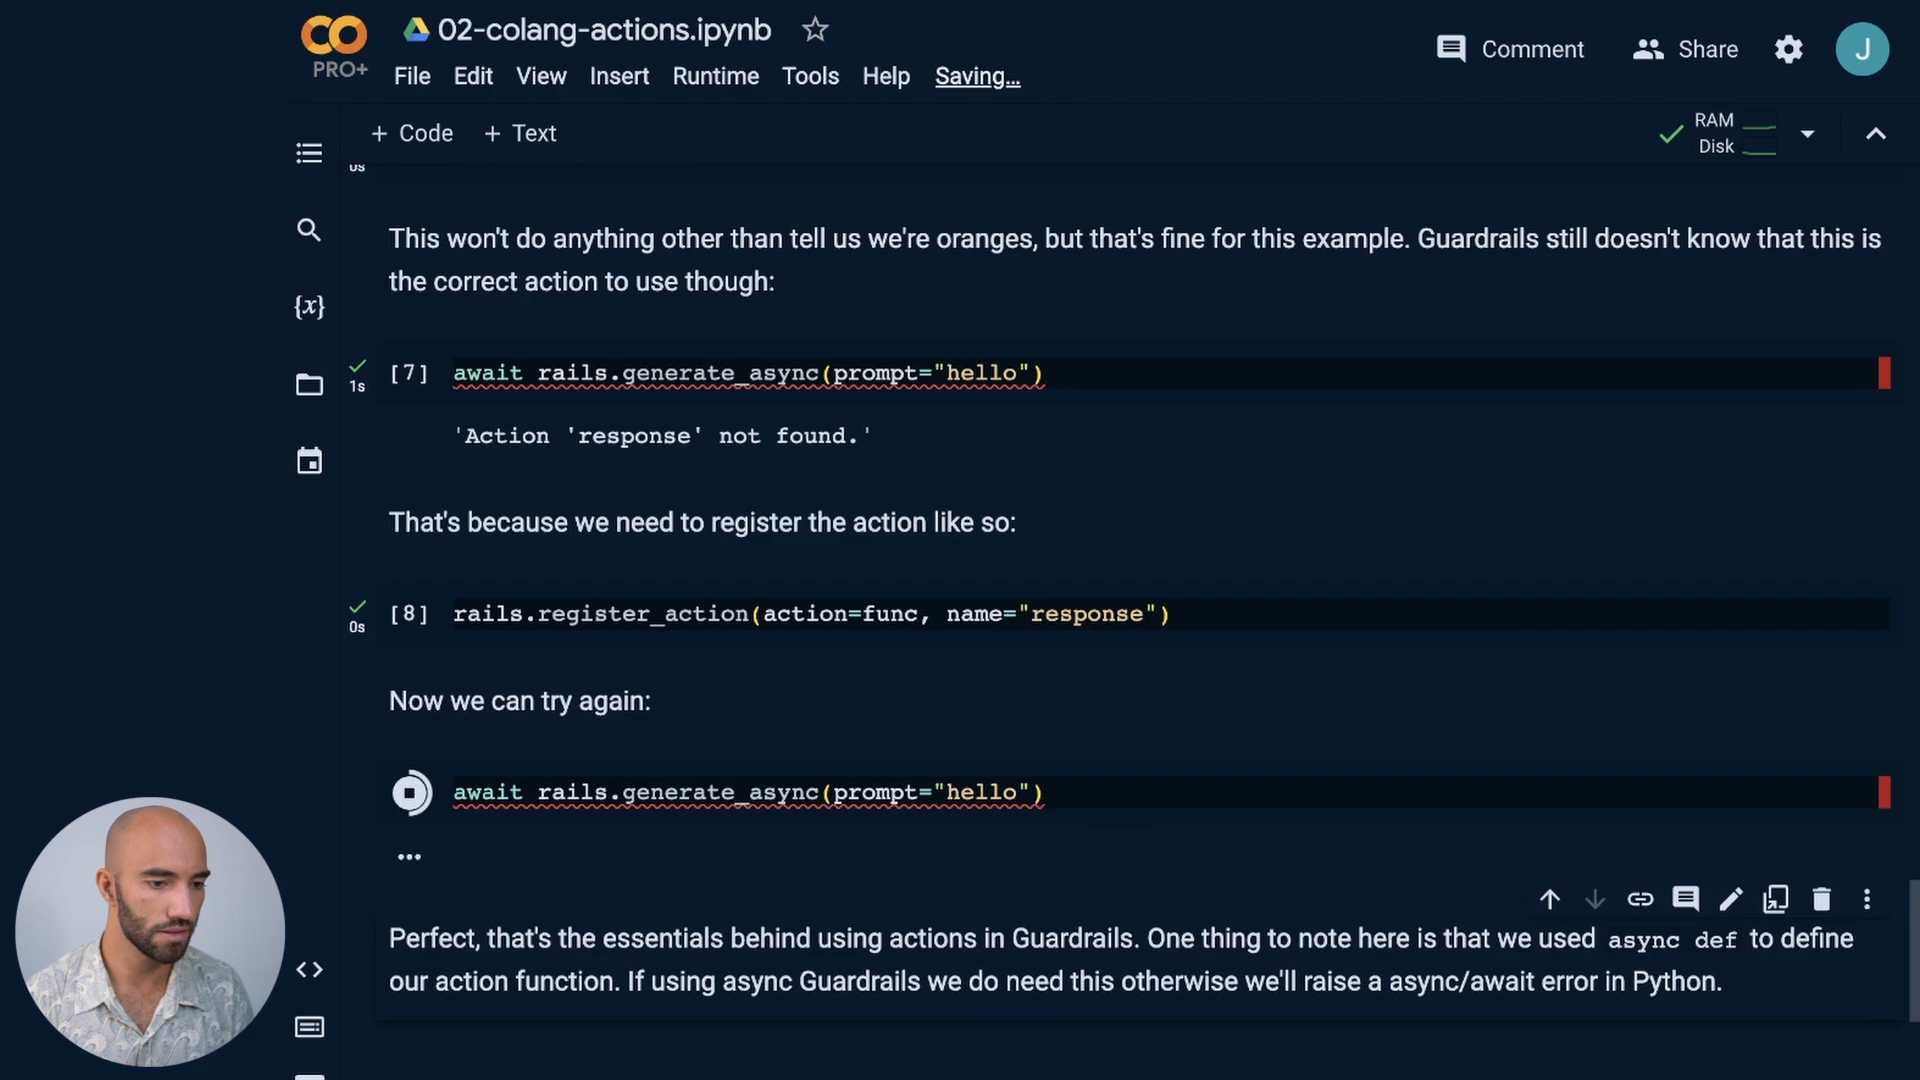 02-colang-actions.ipynb
PRO+
File Edit View Insert Runtime Tools Help Saving...
Comment Share J
+ Code + Text
RAM
Disk
0s
This won't do anything other than tell us we're oranges, but that's fine for this example. Guardrails still doesn't know that this is
the correct action to use though:
{x}
1s
[7] await rails.generate_async(prompt="hello")
'Action 'response' not found.'
That's because we need to register the action like so:
0s
[8] rails.register_action(action=func, name="response")
Now we can try again:
await rails.generate_async(prompt="hello")
...
Perfect, that's the essentials behind using actions in Guardrails. One thing to note here is that we used async def to define
our action function. If using async Guardrails we do need this otherwise we'll raise a async/await error in Python.